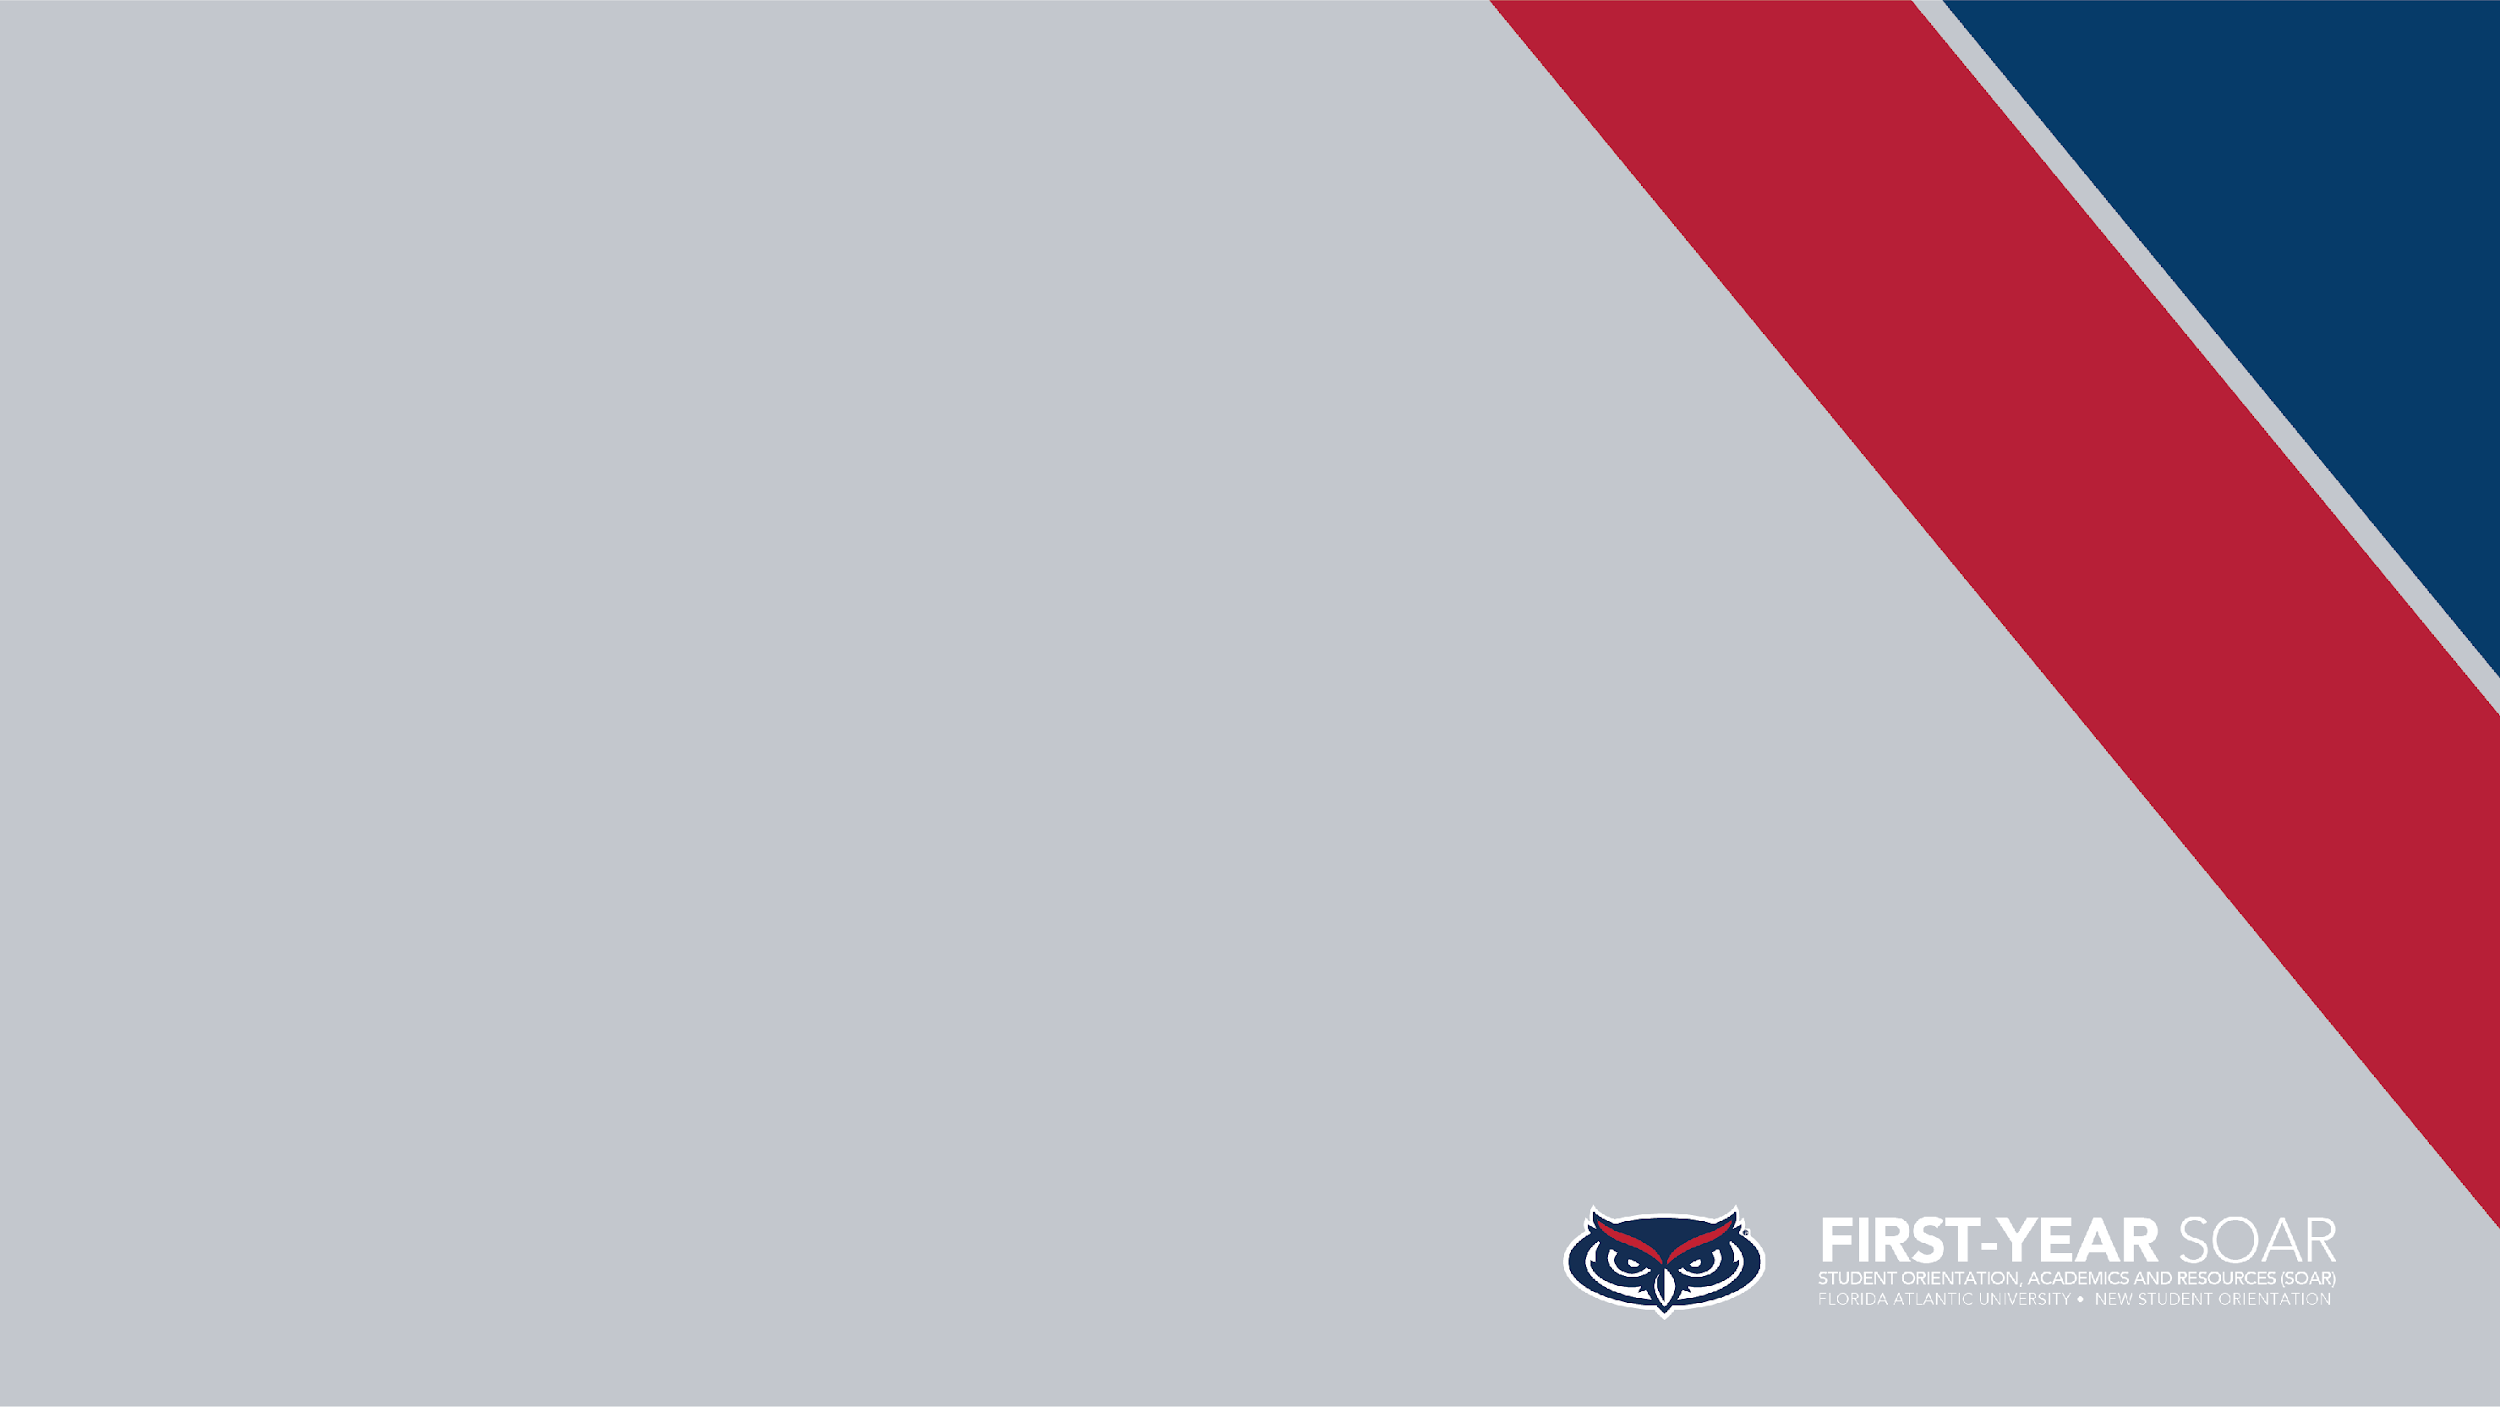 FIRST-YEAR SOAR
STUDENT ORIENTATION, ACADEMICS AND RESOURCES (SOAR)
FLORIDA ATLANTIC UNIVERSITY • NEW STUDENT ORIENTATION